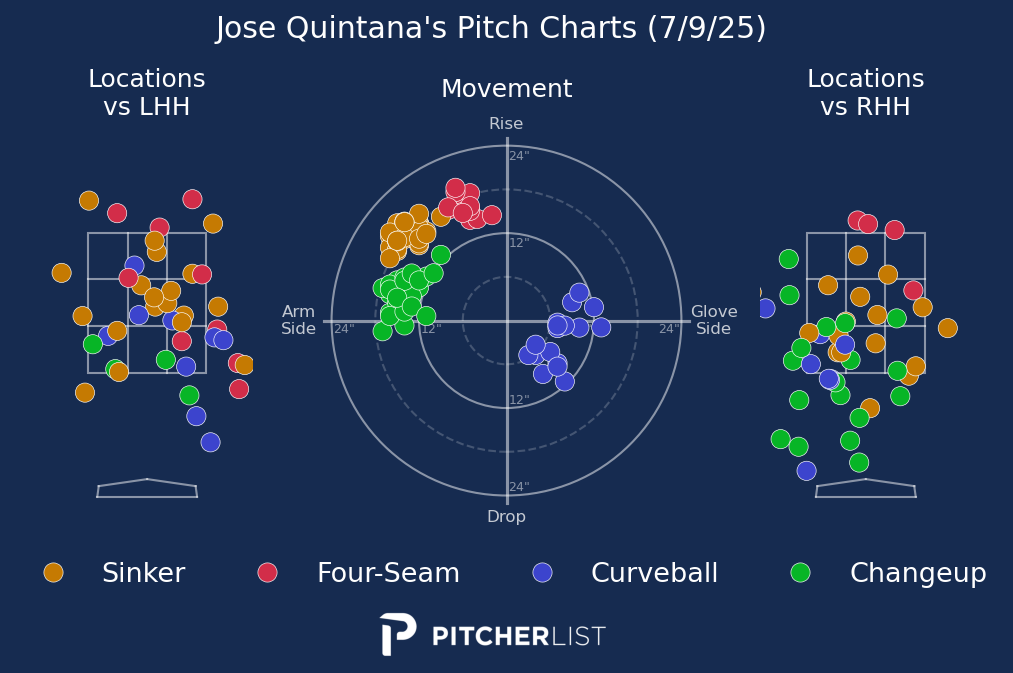 Jose Quintana's Pitch Charts (7/9/25)
Locations
vs LHH
Movement
Locations
vs RHH
Rise
24"
12"
Arm
Side
24"
12"
24"
Glove
Side
12"
24"
Drop
Sinker
Four-Seam
Curveball
Changeup
PITCHERLIST